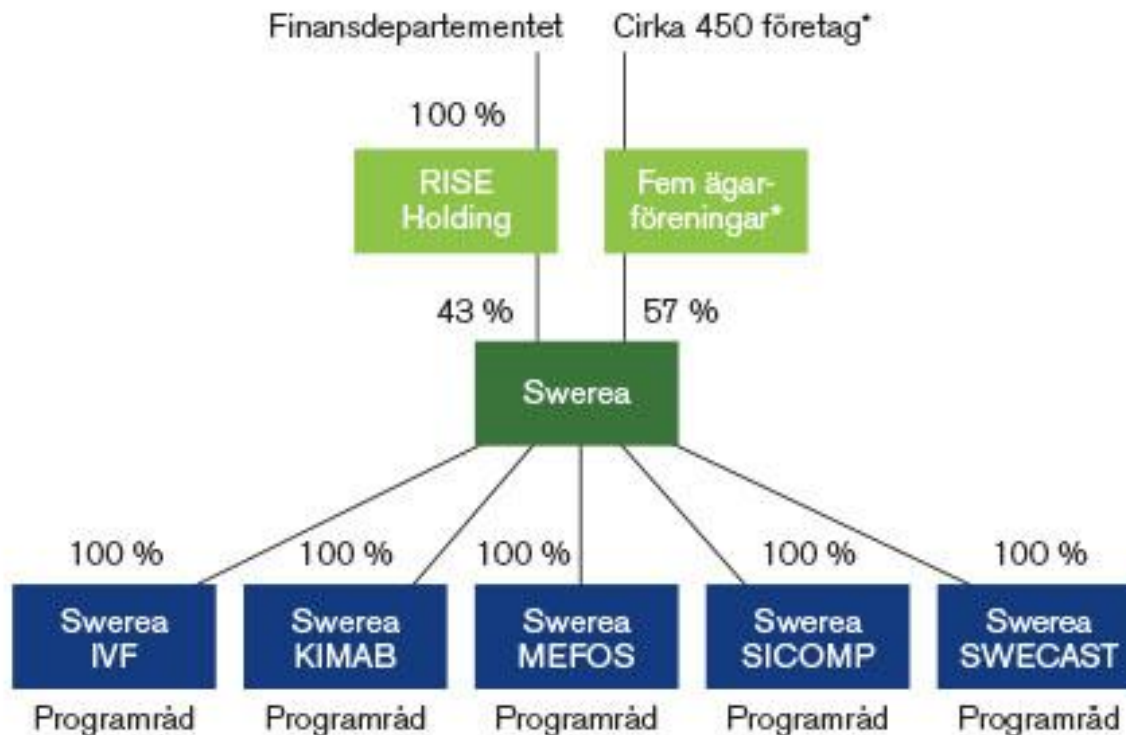 Finansdepartementet
Cirka 450 företag*
100 %
RISE
Holding
Fem ägar-
föreningar*
43 %
57 %
Swerea
100 %
100 %
100 %
100 %
100 %
Swerea
IVF
Swerea
KIMAB
Swerea
MEFOS
Swerea
SICOMP
Swerea
SWECAST
Programråd
Programråd
Programråd
Programråd
Programråd